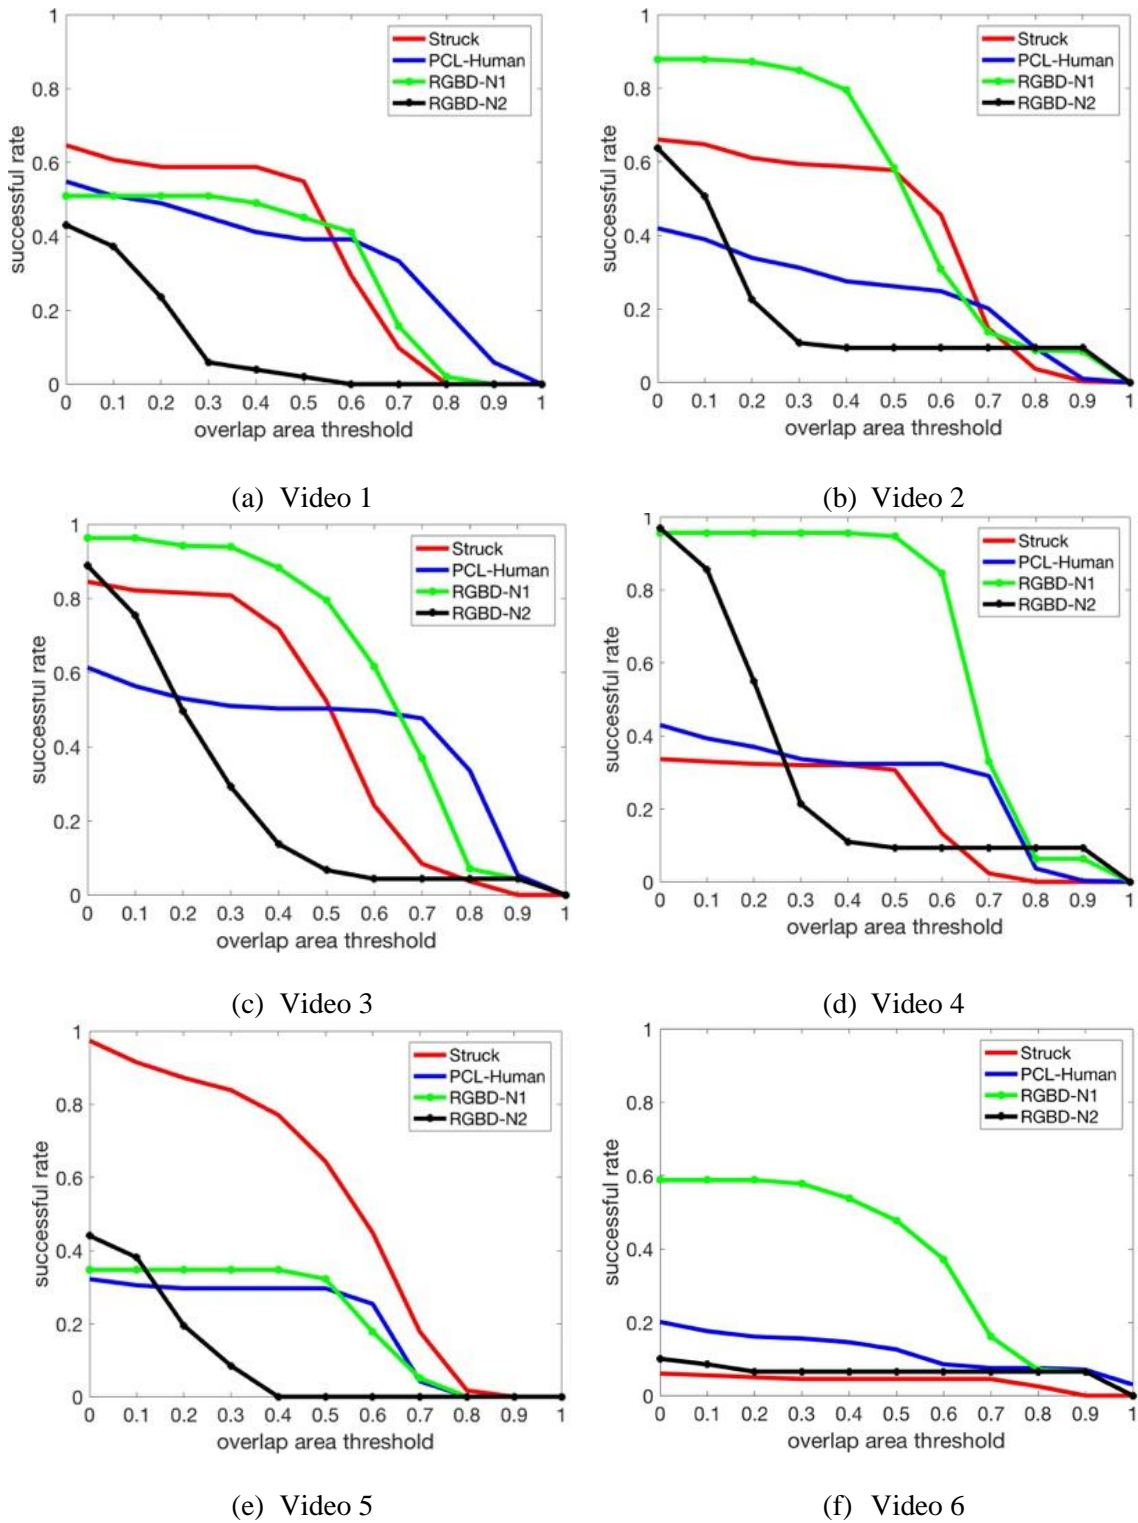 1
0.8
0.6
0.4
0.2
0
successful rate
Struck
PCL-Human
RGBD-N1
RGBD-N2
0 0.1 0.2 0.3 0.4 0.5 0.6 0.7 0.8 0.9 1
overlap area threshold
(a) Video 1
1
0.8
0.6
0.4
0.2
0
successful rate
Struck
PCL-Human
RGBD-N1
RGBD-N2
0 0.1 0.2 0.3 0.4 0.5 0.6 0.7 0.8 0.9 1
overlap area threshold
(b) Video 2
1
0.8
0.6
0.4
0.2
0
successful rate
Struck
PCL-Human
RGBD-N1
RGBD-N2
0 0.1 0.2 0.3 0.4 0.5 0.6 0.7 0.8 0.9 1
overlap area threshold
(c) Video 3
1
0.8
0.6
0.4
0.2
0
successful rate
Struck
PCL-Human
RGBD-N1
RGBD-N2
0 0.1 0.2 0.3 0.4 0.5 0.6 0.7 0.8 0.9 1
overlap area threshold
(d) Video 4
1
0.8
0.6
0.4
0.2
0
successful rate
Struck
PCL-Human
RGBD-N1
RGBD-N2
0 0.1 0.2 0.3 0.4 0.5 0.6 0.7 0.8 0.9 1
overlap area threshold
(e) Video 5
1
0.8
0.6
0.4
0.2
0
successful rate
Struck
PCL-Human
RGBD-N1
RGBD-N2
0 0.1 0.2 0.3 0.4 0.5 0.6 0.7 0.8 0.9 1
overlap area threshold
(f) Video 6